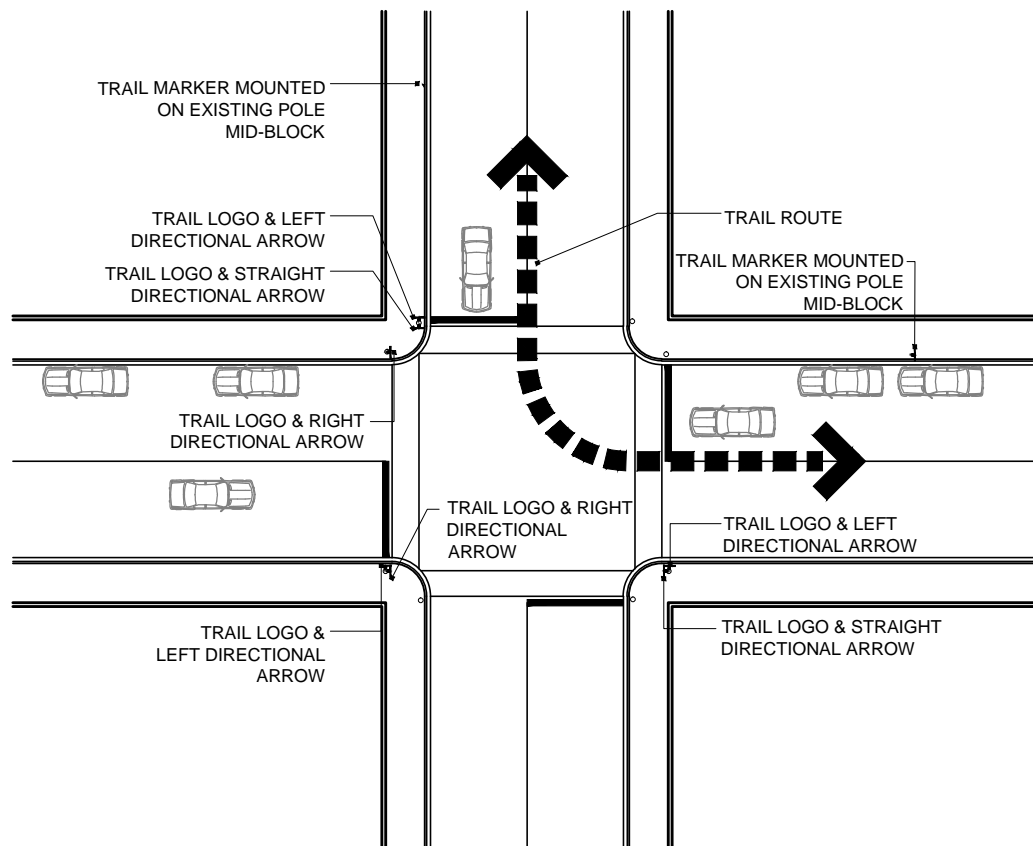 TRAIL MARKER MOUNTED
ON EXISTING POLE
MID-BLOCK
TRAIL LOGO & LEFT
DIRECTIONAL ARROW
TRAIL ROUTE
TRAIL LOGO & STRAIGHT
DIRECTIONAL ARROW
TRAIL MARKER MOUNTED
ON EXISTING POLE
MID-BLOCK
TRAIL LOGO & RIGHT
DIRECTIONAL ARROW
TRAIL LOGO & RIGHT
DIRECTIONAL
ARROW
TRAIL LOGO & LEFT
DIRECTIONAL ARROW
TRAIL LOGO &
LEFT DIRECTIONAL
ARROW
TRAIL LOGO & STRAIGHT
DIRECTIONAL ARROW